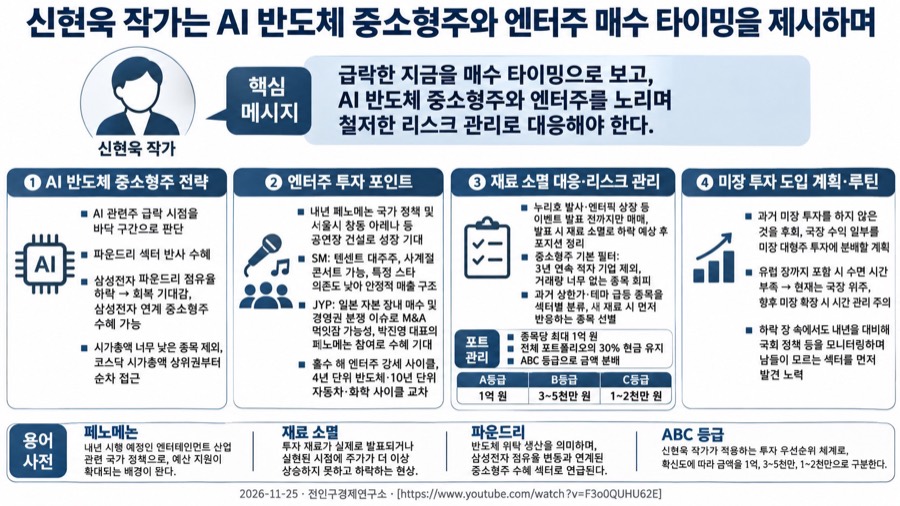 신현욱 작가는 AI 반도체 중소형주와 엔터주 매수 타이밍을 제시하며
신현욱 작가
핵심
메시지
급락한 지금을 매수 타이밍으로 보고,
AI 반도체 중소형주와 엔터주를 노리며
철저한 리스크 관리로 대응해야 한다.
1 AI 반도체 중소형주 전략
AI
■ AI 관련주 급락 시점을
바닥 구간으로 판단
■ 파운드리 섹터 반사 수혜
■ 삼성전자 파운드리 점유율
하락 → 회복 기대감,
삼성전자 연계 중소형주
수혜 가능
■ 시가총액 너무 낮은 종목 제외,
코스닥 시가총액 상위권부터
순차 접근
2 엔터주 투자 포인트
■ 내년 페노메논 국가 정책 및
서울시 창동 아레나 등
공연장 건설로 성장 기대
■ SM: 텐센트 대주주, 사계절
콘서트 가능, 특정 스타
의존도 낮아 안정적 매출 구조
■ JYP: 일본 자본 장내 매수 및
경영권 분쟁 이슈로 M&A
먹잇감 가능성, 박진영 대표의
페노메논 참여로 수혜 기대
■ 홀수 해 엔터주 강세 사이클,
4년 단위 반도체·10년 단위
자동차·화학 사이클 교차
3 재료 소멸 대응·리스크 관리
■ 누리호 발사·엔터픽 상장 등
이벤트 발표 전까지만 매매,
발표 시 재료 소멸로 하락 예상 후
포지션 정리
■ 중소형주 기본 필터:
3년 연속 적자 기업 제외,
거래량 너무 없는 종목 회피
■ 과거 상한가·테마 급등 종목을
섹터별 분류, 새 재료 시 먼저
반응하는 종목 선별
포트
관리
■ 종목당 최대 1억 원
■ 전체 포트폴리오의 30% 현금 유지
■ ABC 등급으로 금액 분배
A등급 B등급 C등급
1억 원 3~5천만 원 1~2천만 원
4 미장 투자 도입 계획·루틴
■ 과거 미장 투자를 하지 않은
것을 후회, 국장 수익 일부를
미장 대형주 투자에 분배할 계획
■ 유럽 장까지 포함 시 수면 시간
부족 → 현재는 국장 위주,
향후 미장 확장 시 시간 관리 주의
■ 하락 장 속에서도 내년을 대비해
국회 정책 등을 모니터링하며
남들이 모르는 섹터를 먼저
발견 노력
용어
사전
페노메논
내년 시행 예정인 엔터테인먼트 산업
관련 국가 정책으로, 예산 지원이
확대되는 배경이 된다.
재료 소멸
투자 재료가 실제로 발표되거나
실현된 시점에 주가가 더 이상
상승하지 못하고 하락하는 현상.
파운드리
반도체 위탁 생산을 의미하며,
삼성전자 점유율 변동과 연계된
중소형주 수혜 섹터로 언급된다.
ABC 등급
신현욱 작가가 적용하는 투자 우선순위 체계로,
확신도에 따라 금액을 1억, 3~5천만, 1~2천만으로 구분한다.
2026-11-25 · 전인구경제연구소 · [https://www.youtube.com/watch?v=F3o0QUHU62E]